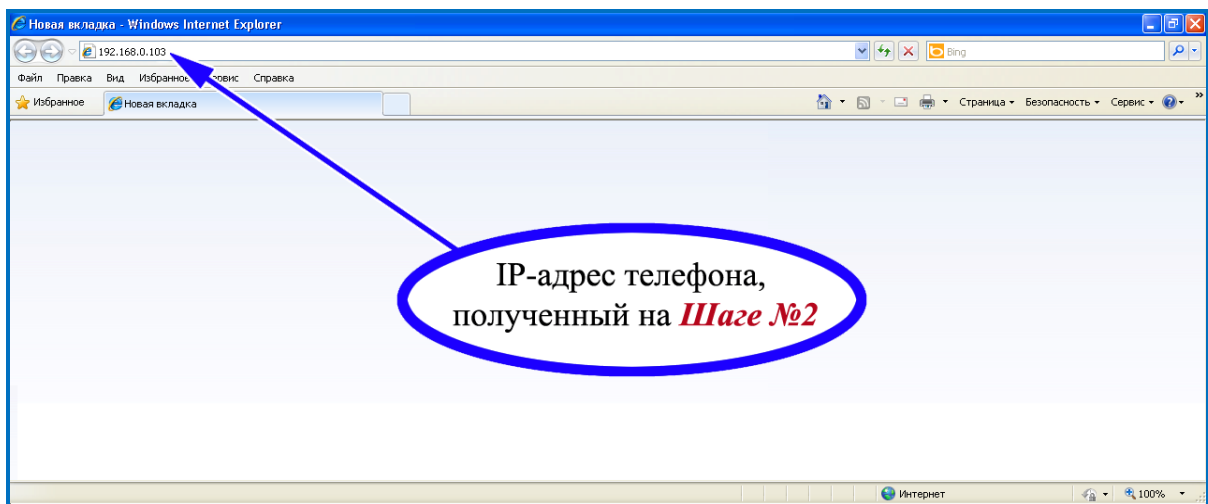 Новая вкладка - Windows Internet Explorer
192.168.0.103
Bing
Файл Правка Вид Избранное Справка
Избранное Новая вкладка Страница Безопасность Сервис
IP-адрес телефона,
полученный на Шаге №2
Интернет 100%